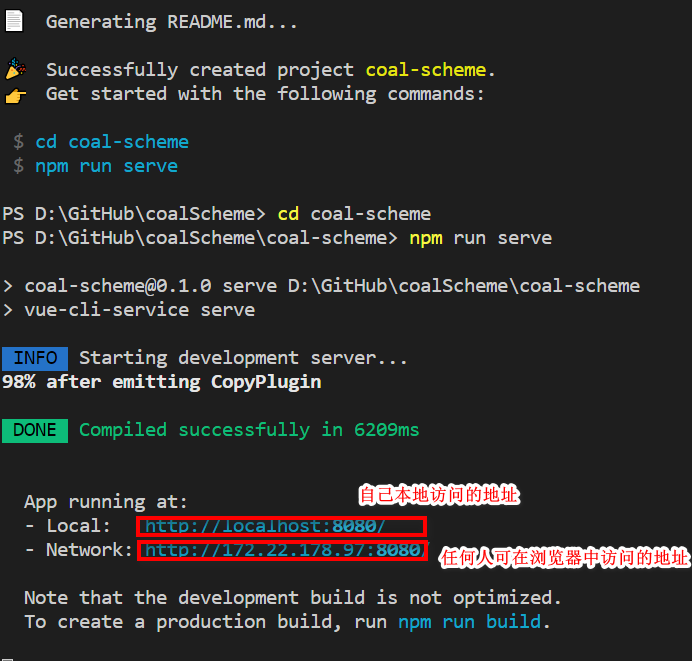 Generating README.md...
Successfully created project coal-scheme.
Get started with the following commands:
$ cd coal-scheme
$ npm run serve
PS D:\GitHub\coalScheme> cd coal-scheme
PS D:\GitHub\coalScheme\coal-scheme> npm run serve
> coal-scheme@0.1.0 serve D:\GitHub\coalScheme\coal-scheme
> vue-cli-service serve
INFO Starting development server...
98% after emitting CopyPlugin
DONE Compiled successfully in 6209ms
App running at:
自己本地访问的地址
- Local: http://localhost:8080/
- Network: http://172.22.178.97:8080/
任何人可在浏览器中访问的地址
Note that the development build is not optimized.
To create a production build, run npm run build.